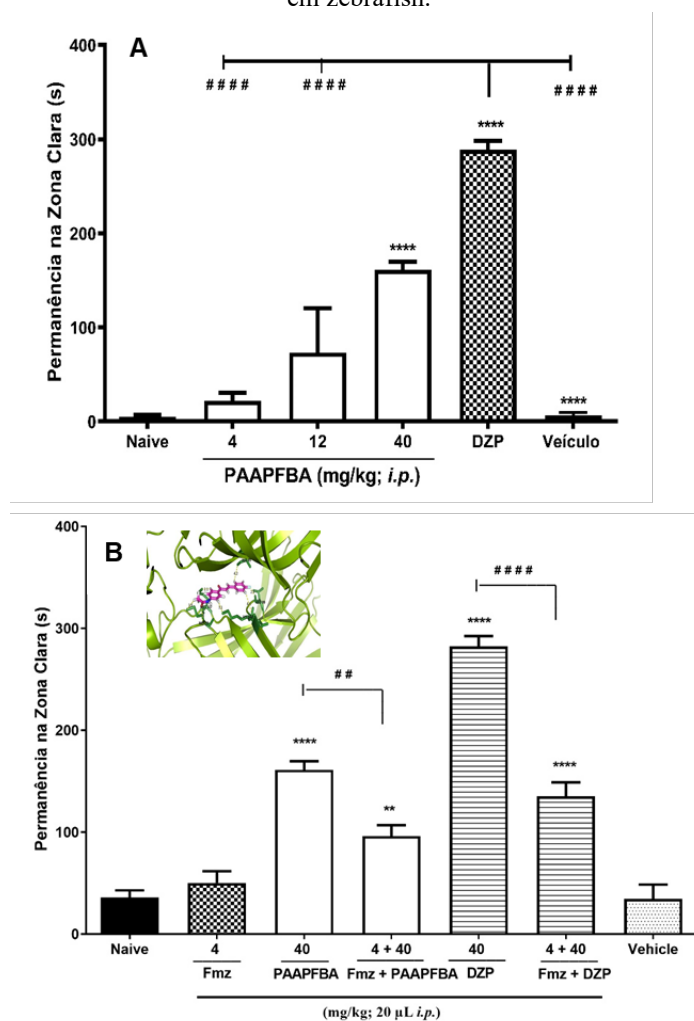 em zebrafish.
A
400
####
####
####
****
300
Permanência na Zona Clara (s)
200
****
100
****
0
Naive 4 12 40 DZP Veículo
PAAPFBA (mg/kg; i.p.)
400
B
####
300
****
Permanência na Zona Clara (s)
##
200
****
****
**
100
0
Naive 4 40 4 + 40 40 4 + 40 Vehicle
Fmz PAAPFBA Fmz + PAAPFBA DZP Fmz + DZP
(mg/kg; 20 µL i.p.)